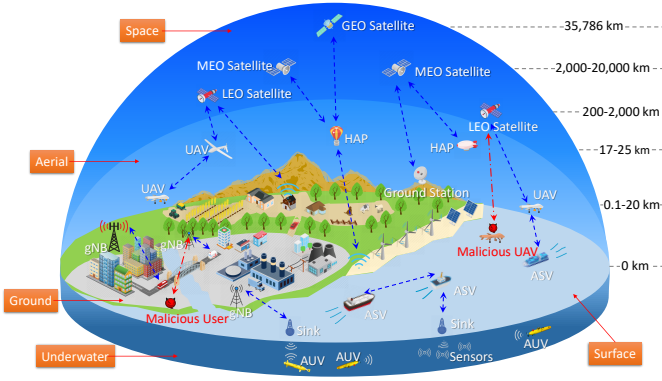 Space
GEO Satellite
35,786 km
MEO Satellite
MEO Satellite
2,000-20,000 km
LEO Satellite
LEO Satellite
200-2,000 km
UAV
HAP
HAP
17-25 km
Aerial
UAV
Ground Station
UAV
0.1-20 km
gNB
gNB
Malicious UAV
ASV
0 km
Ground
Malicious User
gNB
ASV
ASV
Sink
Sink
Underwater
AUV
AUV
Sensors
AUV
Surface